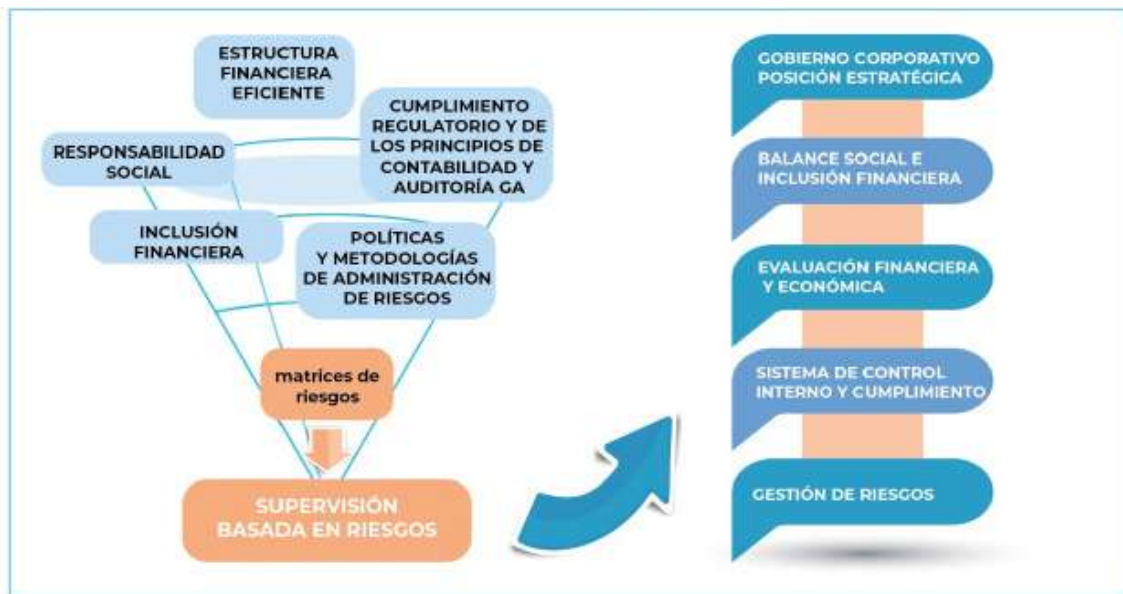 ESTRUCTURA
FINANCIERA
EFICIENTE
CUMPLIMIENTO
REGULATORIO Y DE
LOS PRINCIPIOS DE
CONTABILIDAD Y
AUDITORÍA GA
RESPONSABILIDAD
SOCIAL
INCLUSIÓN
FINANCIERA
POLÍTICAS
Y METODOLOGÍAS
DE ADMINISTRACIÓN
DE RIESGOS
matrices de
riesgos
SUPERVISIÓN
BASADA EN RIESGOS
GOBIERNO CORPORATIVO
POSICIÓN ESTRATÉGICA
BALANCE SOCIAL E
INCLUSIÓN FINANCIERA
EVALUACIÓN FINANCIERA
Y ECONÓMICA
SISTEMA DE CONTROL
INTERNO Y CUMPLIMIENTO
GESTIÓN DE RIESGOS